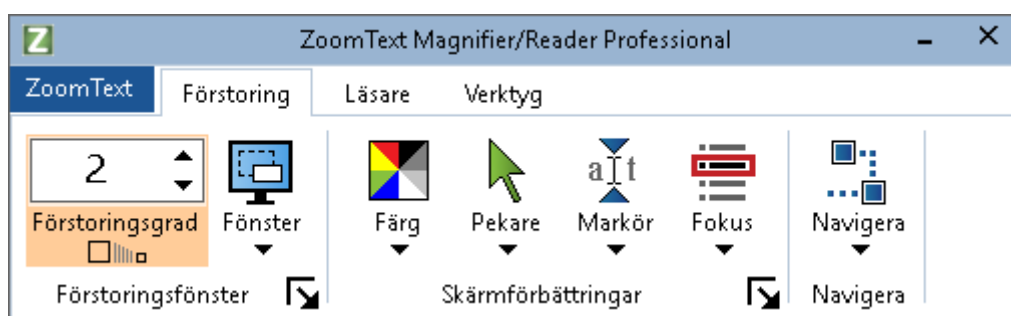 Z ZoomText Magnifier/Reader Professional
ZoomText Förstoring Läsare Verktyg
2 a t
Förstoringsgrad Fönster Färg Pekare Markör Fokus Navigera
Förstoringsfönster Skärmförbättringar Navigera